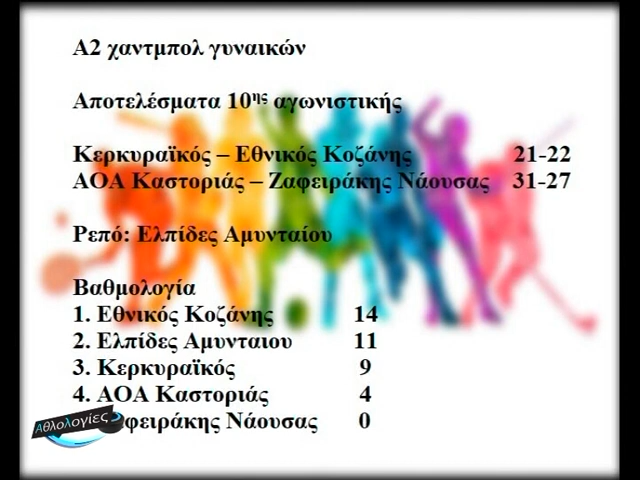 Α2 χαντμπολ γυναικών
Αποτελέσματα 10ης αγωνιστικής
Κερκυραϊκός – Εθνικός Κοζάνης 21-22
ΑΟΑ Καστοριάς – Ζαφειράκης Νάουσας 31-27
Ρεπό: Ελπίδες Αμυνταίου
Βαθμολογία
1. Εθνικός Κοζάνης 14
2. Ελπίδες Αμυνταιου 11
3. Κερκυραϊκός 9
4. ΑΟΑ Καστοριάς 4
Νάουσας 0
Αθλολογίες